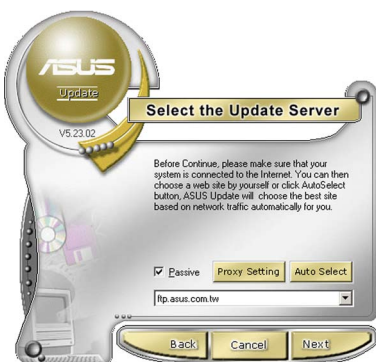 ASUS
Update
V5.23.02
Select the Update Server
Before Continue, please make sure that your
system is connected to the Internet. You can then
choose a web site by yourself or click AutoSelect
button, ASUS Update will choose the best site
based on network traffic automatically for you.
Passive
Proxy Setting
Auto Select
ftp.asus.com.tw
Back
Cancel
Next